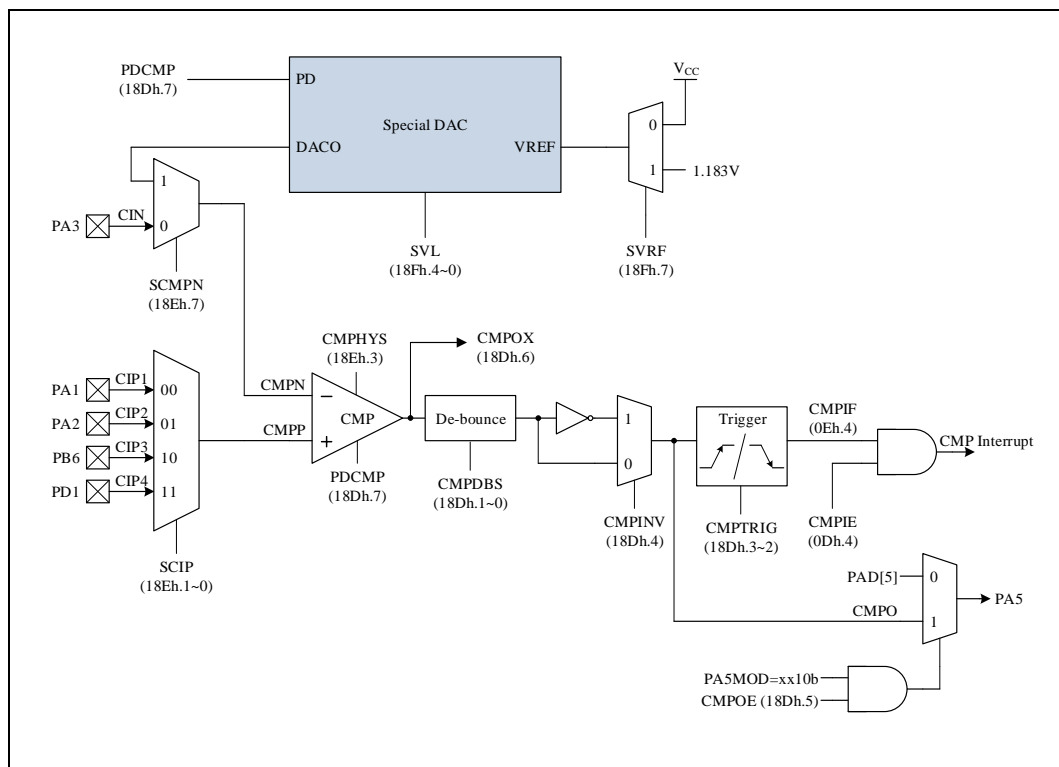 PDCMP
(18Dh.7)
PD
Special DAC
DACO
VREF
VCC
0
1
1.183V
SVRF
(18Fh.7)
SVL
(18Fh.4~0)
1
0
PA3
CIN
SCMPN
(18Eh.7)
PA1
CIP1
00
PA2
CIP2
01
PB6
CIP3
10
PD1
CIP4
11
SCIP
(18Eh.1~0)
CMPN
CMPP
CMPHYS
(18Eh.3)
−
CMP
+
PDCMP
(18Dh.7)
CMPOX
(18Dh.6)
De-bounce
CMPDBS
(18Dh.1~0)
1
0
CMPINV
(18Dh.4)
Trigger
CMPTRIG
(18Dh.3~2)
CMPIF
(0Eh.4)
CMPIE
(0Dh.4)
CMP Interrupt
PAD[5]
0
CMPO
1
PA5
PA5MOD=xx10b
CMPOE (18Dh.5)